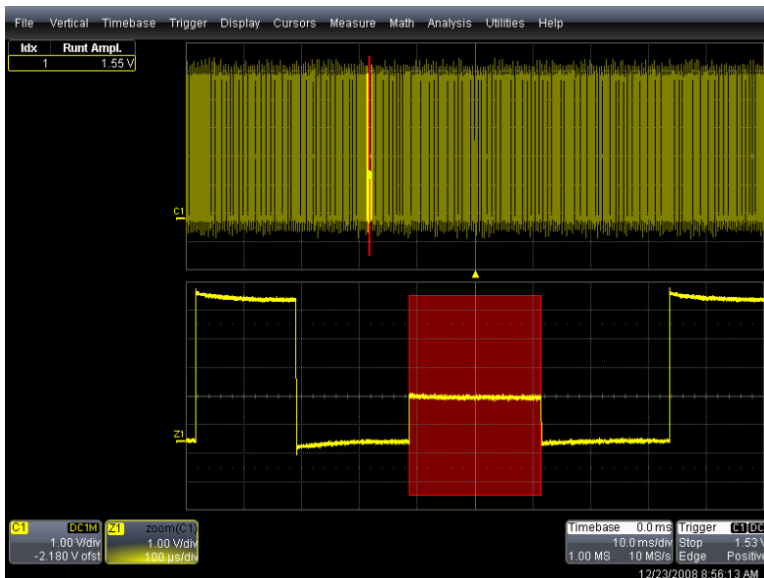 File Vertical Timebase Trigger Display Cursors Measure Math Analysis Utilities Help
Idx Runt Ampl.
1 1.55 V
C1
Z1
C1 DC1M
1.00 V/div
-2.180 V ofst
Z1 zoom(C1)
1.00 V/div
100 µs/div
Timebase 0.0 ms
10.0 ms/div
1.00 MS 10 MS/s
Trigger C1 DC
Stop 1.53 V
Edge Positive
12/23/2008 8:56:13 AM